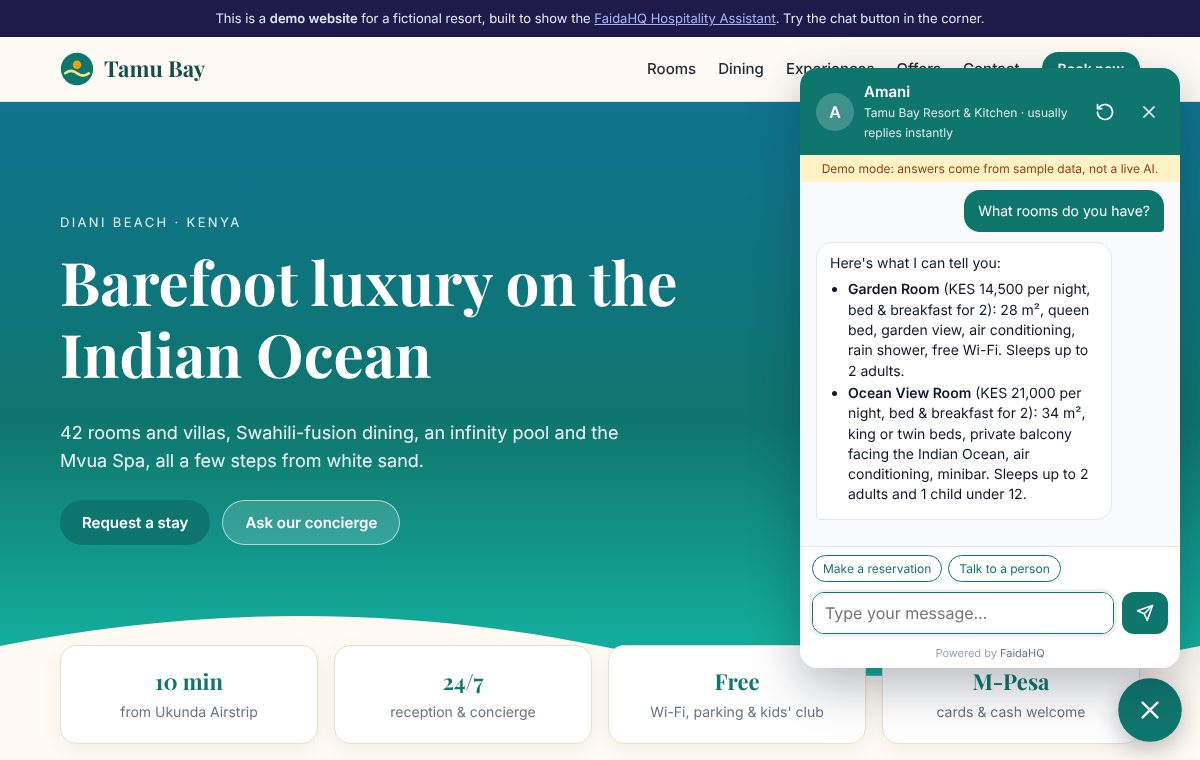 This is a demo website for a fictional resort, built to show the FaidaHQ Hospitality Assistant. Try the chat button in the corner.
Tamu Bay
Rooms
Dining
Experiences
Offers
Contact
Book now
DIANI BEACH · KENYA
Barefoot luxury on the
Indian Ocean
42 rooms and villas, Swahili-fusion dining, an infinity pool and the
Mvua Spa, all a few steps from white sand.
Request a stay
Ask our concierge
10 min
from Ukunda Airstrip
24/7
reception & concierge
Free
Wi-Fi, parking & kids' club
M-Pesa
cards & cash welcome
A
Amani
Tamu Bay Resort & Kitchen · usually
replies instantly
Demo mode: answers come from sample data, not a live AI.
What rooms do you have?
Here's what I can tell you:
• Garden Room (KES 14,500 per night,
bed & breakfast for 2): 28 m², queen
bed, garden view, air conditioning,
rain shower, free Wi-Fi. Sleeps up to
2 adults.
• Ocean View Room (KES 21,000 per
night, bed & breakfast for 2): 34 m²,
king or twin beds, private balcony
facing the Indian Ocean, air
conditioning, minibar. Sleeps up to 2
adults and 1 child under 12.
Make a reservation
Talk to a person
Type your message...
Powered by FaidaHQ